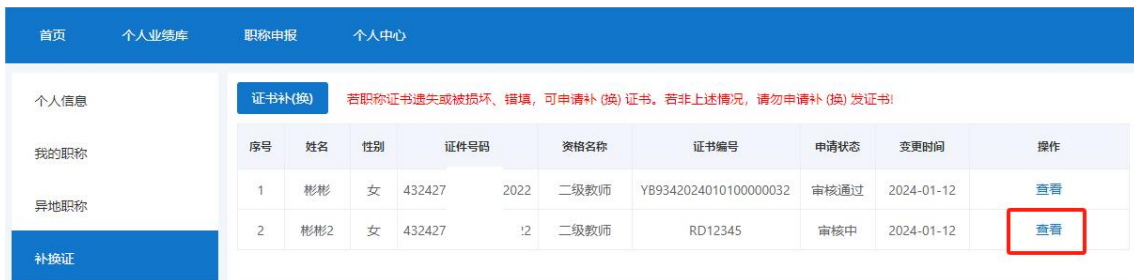 首页 个人业绩库 职称申报 个人中心
个人信息
我的职称
异地职称
补换证
证书补(换) 若职称证书遗失或被损坏、错填，可申请补 (换) 证书。若非上述情况，请勿申请补 (换) 发证书!
序号 姓名 性别 证件号码 资格名称 证书编号 申请状态 变更时间 操作
1 彬彬 女 432427 2022 二级教师 YB9342024010100000032 审核通过 2024-01-12 查看
2 彬彬2 女 432427 22 二级教师 RD12345 审核中 2024-01-12 查看